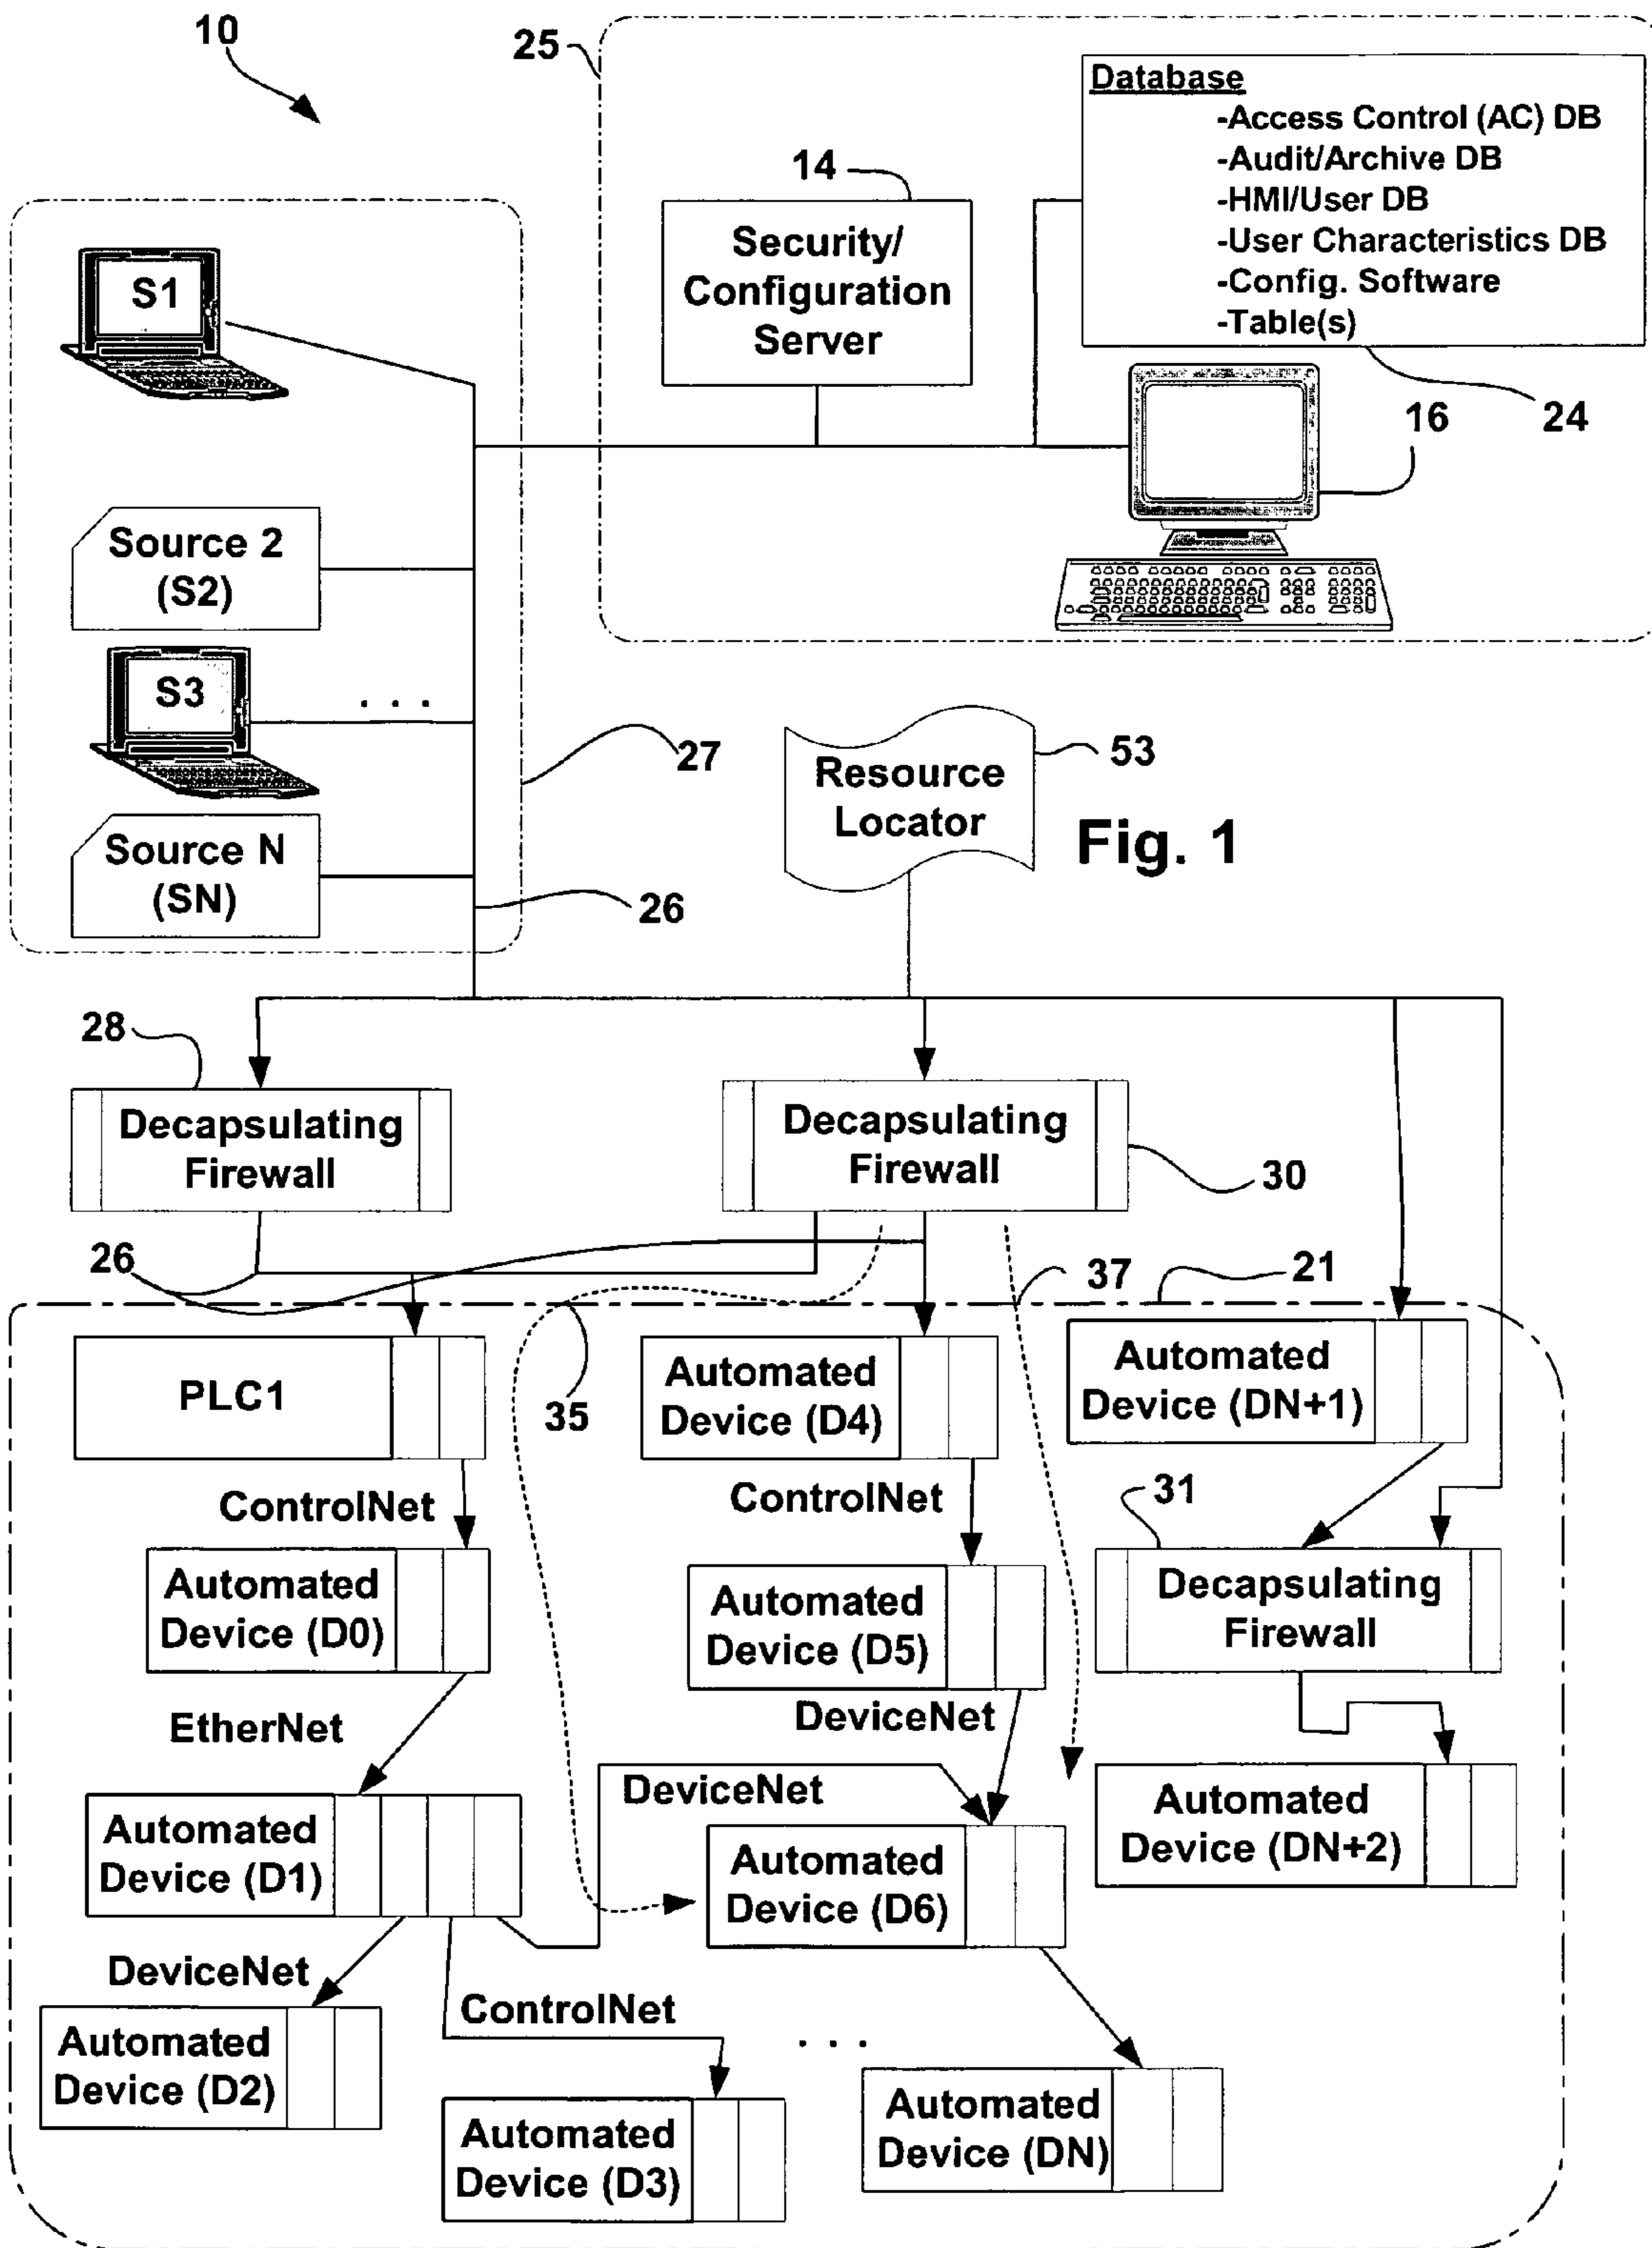 10
25
Database
-Access Control (AC) DB
-Audit/Archive DB
-HMI/User DB
-User Characteristics DB
-Config. Software
-Table(s)
14
Security/
Configuration
Server
S1
16
24
Source 2
(S2)
S3
. . .
27
53
Resource
Locator
Fig. 1
Source N
(SN)
26
28
Decapsulating
Firewall
Decapsulating
Firewall
30
26
37
21
PLC1
35
Automated
Device (D4)
Automated
Device (DN+1)
ControlNet
ControlNet
31
Automated
Device (D0)
Automated
Device (D5)
Decapsulating
Firewall
EtherNet
DeviceNet
DeviceNet
Automated
Device (D1)
Automated
Device (D6)
Automated
Device (DN+2)
DeviceNet
ControlNet
. . .
Automated
Device (D2)
Automated
Device (D3)
Automated
Device (DN)